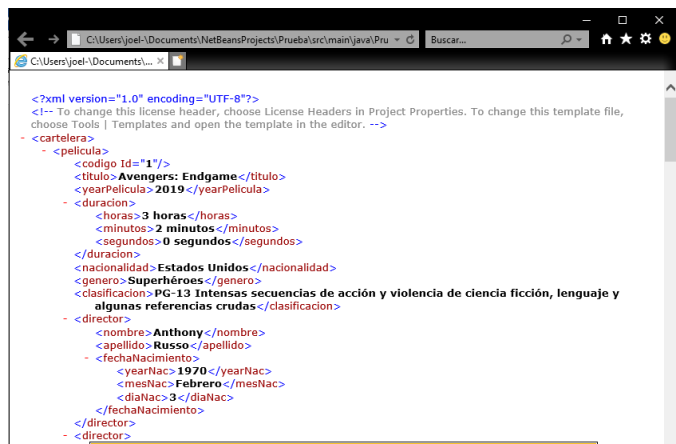 C:\Users\joel-\Documents\NetBeansProjects\Prueba\src\main\java\Pru
Buscar...
C:\Users\joel-\Documents\...
<?xml version="1.0" encoding="UTF-8"?>
<!-- To change this license header, choose License Headers in Project Properties. To change this template file,
choose Tools | Templates and open the template in the editor. -->
- <cartelera>
- <pelicula>
<codigo Id="1"/>
<titulo>Avengers: Endgame</titulo>
<yearPelicula>2019</yearPelicula>
- <duracion>
<horas>3 horas</horas>
<minutos>2 minutos</minutos>
<segundos>0 segundos</segundos>
</duracion>
<nacionalidad>Estados Unidos</nacionalidad>
<genero>Superhéroes</genero>
<clasificacion>PG-13 Intensas secuencias de acción y violencia de ciencia ficción, lenguaje y
algunas referencias crudas</clasificacion>
- <director>
<nombre>Anthony</nombre>
<apellido>Russo</apellido>
- <fechaNacimiento>
<yearNac>1970</yearNac>
<mesNac>Febrero</mesNac>
<diaNac>3</diaNac>
</fechaNacimiento>
</director>
- <director>